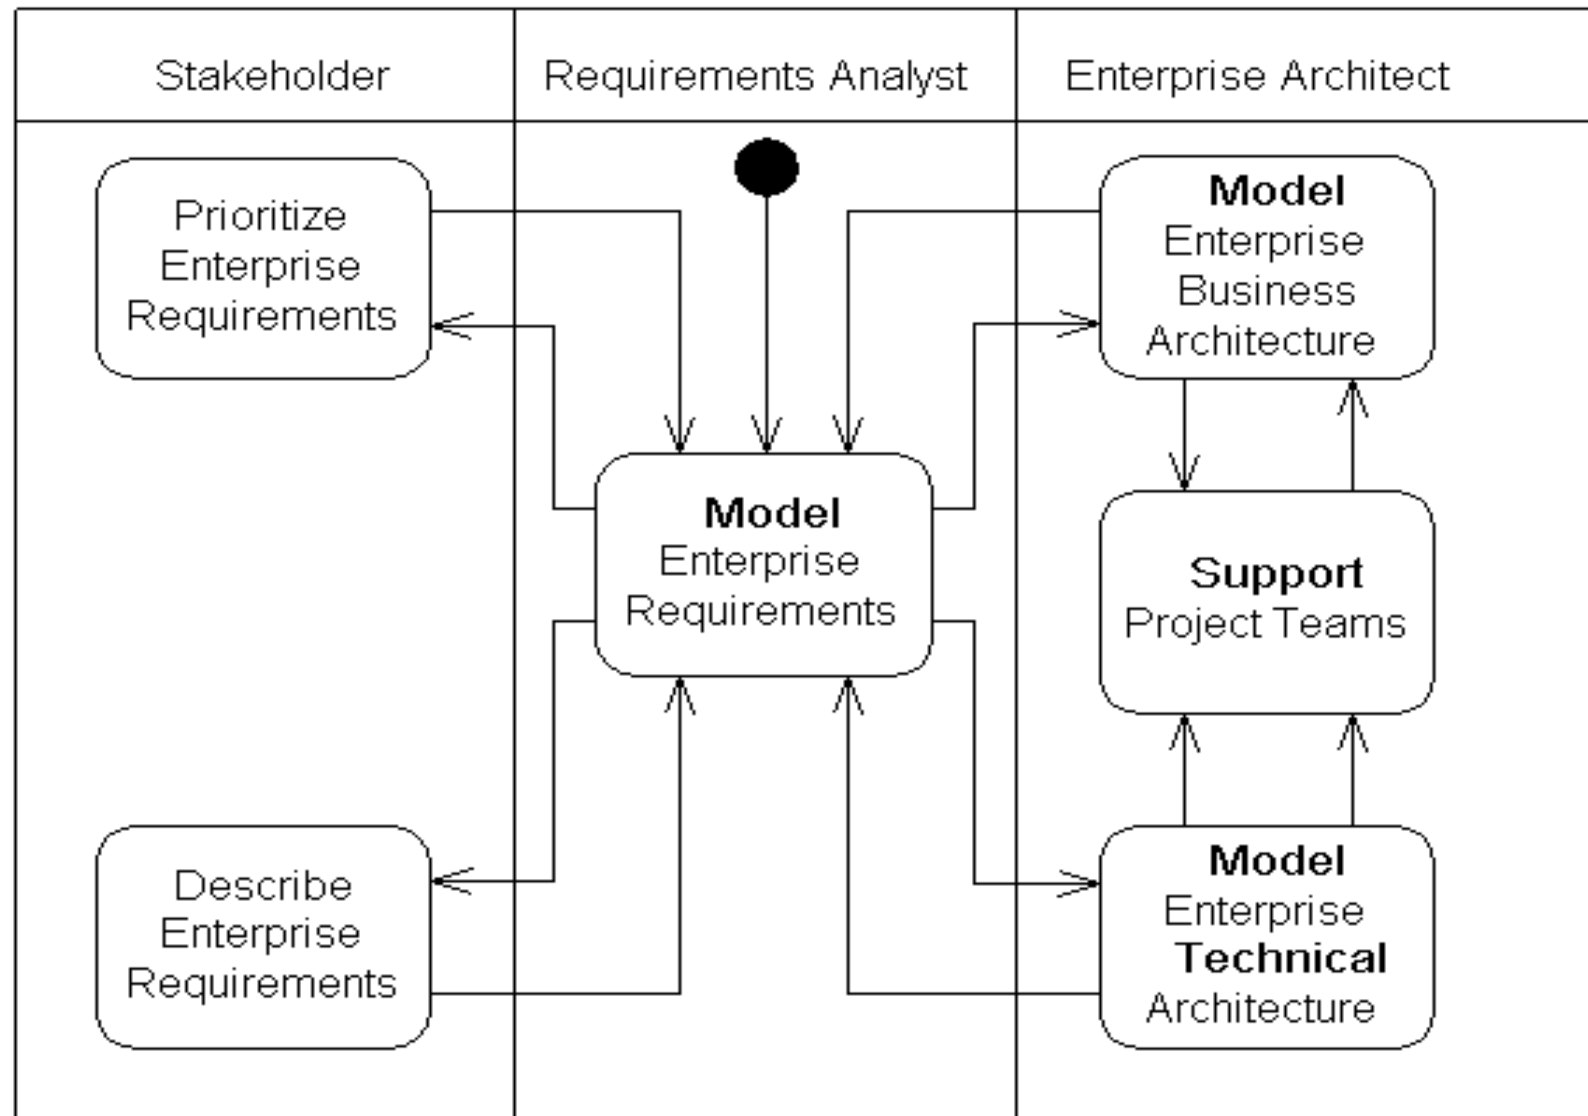 Stakeholder
Requirements Analyst
Enterprise Architect
Prioritize
Enterprise
Requirements
Model
Enterprise
Requirements
Describe
Enterprise
Requirements
Model
Enterprise
Business
Architecture
Support
Project Teams
Model
Enterprise
Technical
Architecture